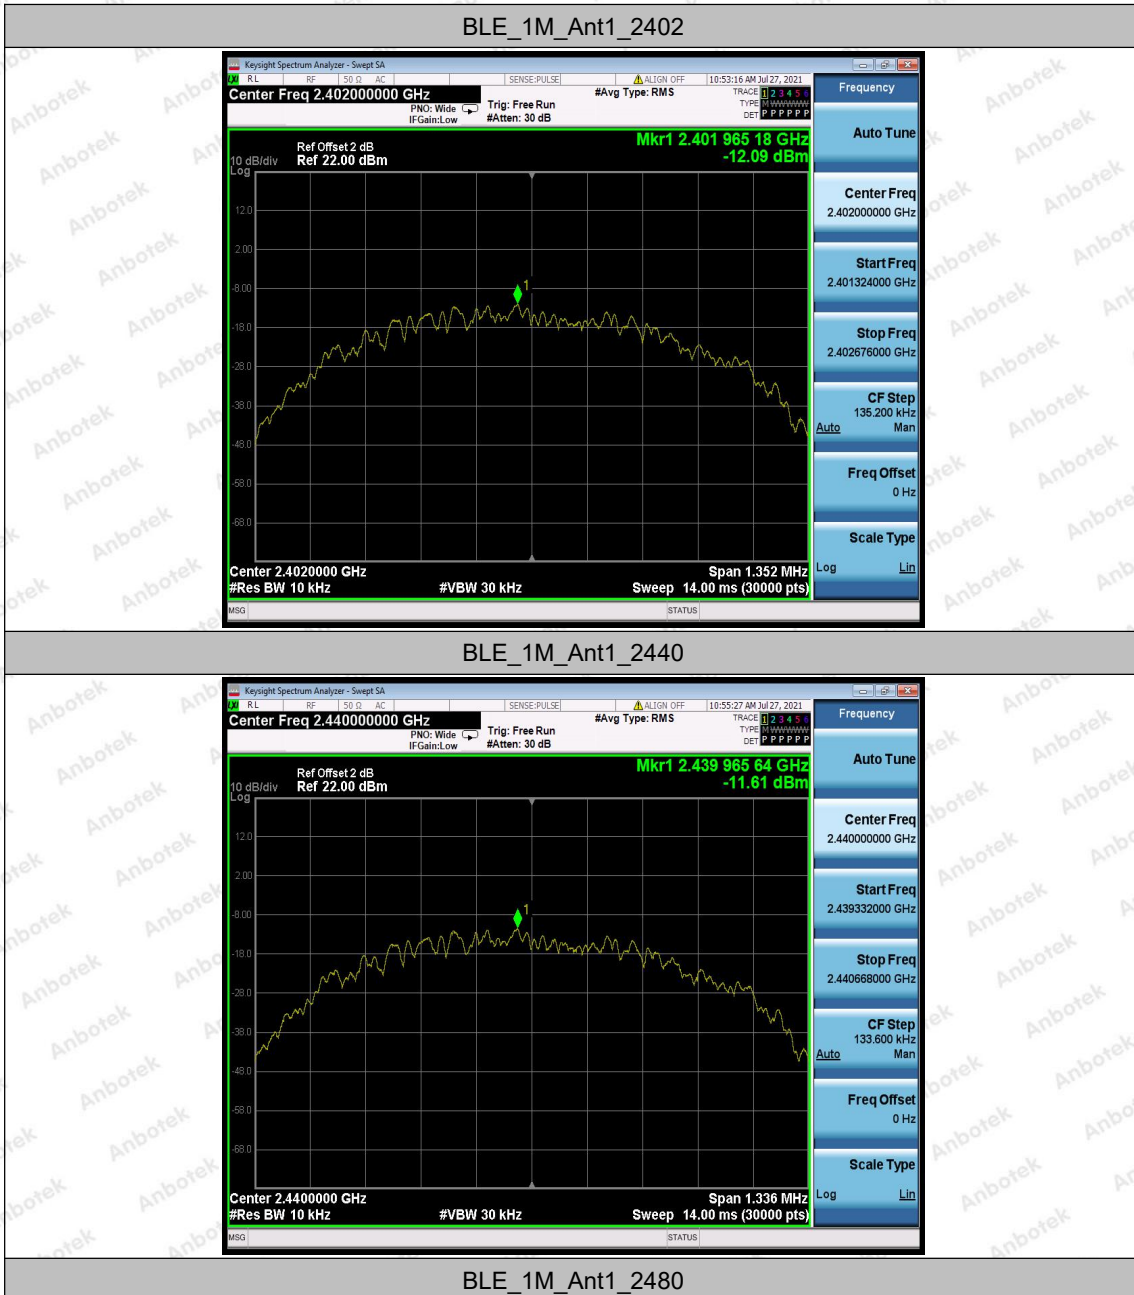 BLE_1M_Ant1_2402
Keysight Spectrum Analyzer - Swept SA
RL RF 50 Ω AC SENSE:PULSE ALIGN OFF 10:53:16 AM Jul 27, 2021
Center Freq 2.402000000 GHz #Avg Type: RMS TRACE 1 2 3 4 5 6
PNO: Wide Trig: Free Run TYPE M WWWWW
IFGain:Low #Atten: 30 dB DET P P P P P P
Frequency
Mkr1 2.401 965 18 GHz
-12.09 dBm
Ref Offset 2 dB
10 dB/div Ref 22.00 dBm
Log
12.0
2.00
-8.00
-18.0
-28.0
-38.0
-48.0
-58.0
-68.0
1
Center 2.4020000 GHz Span 1.352 MHz
#Res BW 10 kHz #VBW 30 kHz Sweep 14.00 ms (30000 pts)
MSG STATUS
Auto Tune
Center Freq
2.402000000 GHz
Start Freq
2.401324000 GHz
Stop Freq
2.402676000 GHz
CF Step
135.200 kHz
Auto Man
Freq Offset
0 Hz
Scale Type
Log Lin
BLE_1M_Ant1_2440
Keysight Spectrum Analyzer - Swept SA
RL RF 50 Ω AC SENSE:PULSE ALIGN OFF 10:55:27 AM Jul 27, 2021
Center Freq 2.440000000 GHz #Avg Type: RMS TRACE 1 2 3 4 5 6
PNO: Wide Trig: Free Run TYPE M WWWWW
IFGain:Low #Atten: 30 dB DET P P P P P P
Frequency
Mkr1 2.439 965 64 GHz
-11.61 dBm
Ref Offset 2 dB
10 dB/div Ref 22.00 dBm
Log
12.0
2.00
-8.00
-18.0
-28.0
-38.0
-48.0
-58.0
-68.0
1
Center 2.4400000 GHz Span 1.336 MHz
#Res BW 10 kHz #VBW 30 kHz Sweep 14.00 ms (30000 pts)
MSG STATUS
Auto Tune
Center Freq
2.440000000 GHz
Start Freq
2.439332000 GHz
Stop Freq
2.440668000 GHz
CF Step
133.600 kHz
Auto Man
Freq Offset
0 Hz
Scale Type
Log Lin
BLE_1M_Ant1_2480
Anbotek